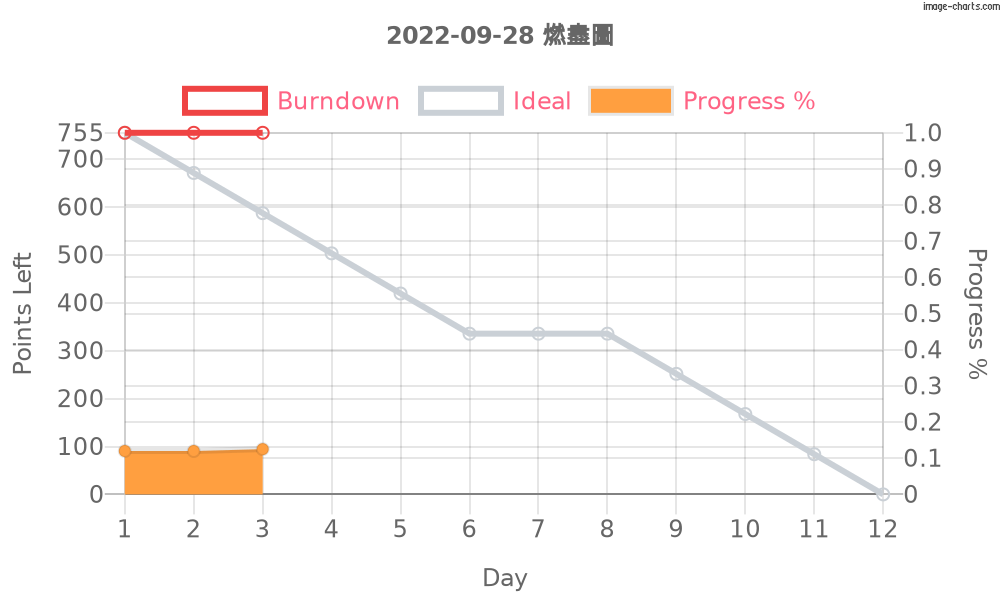 image-charts.com
2022-09-28 燃盡圖
Burndown Ideal Progress %
755 1.0
700 0.9
600 0.8
500 0.7
400 0.6
300 0.5
200 0.4
100 0.3
0 0.2
0.1
0
Points Left
Progress %
1 2 3 4 5 6 7 8 9 10 11 12
Day